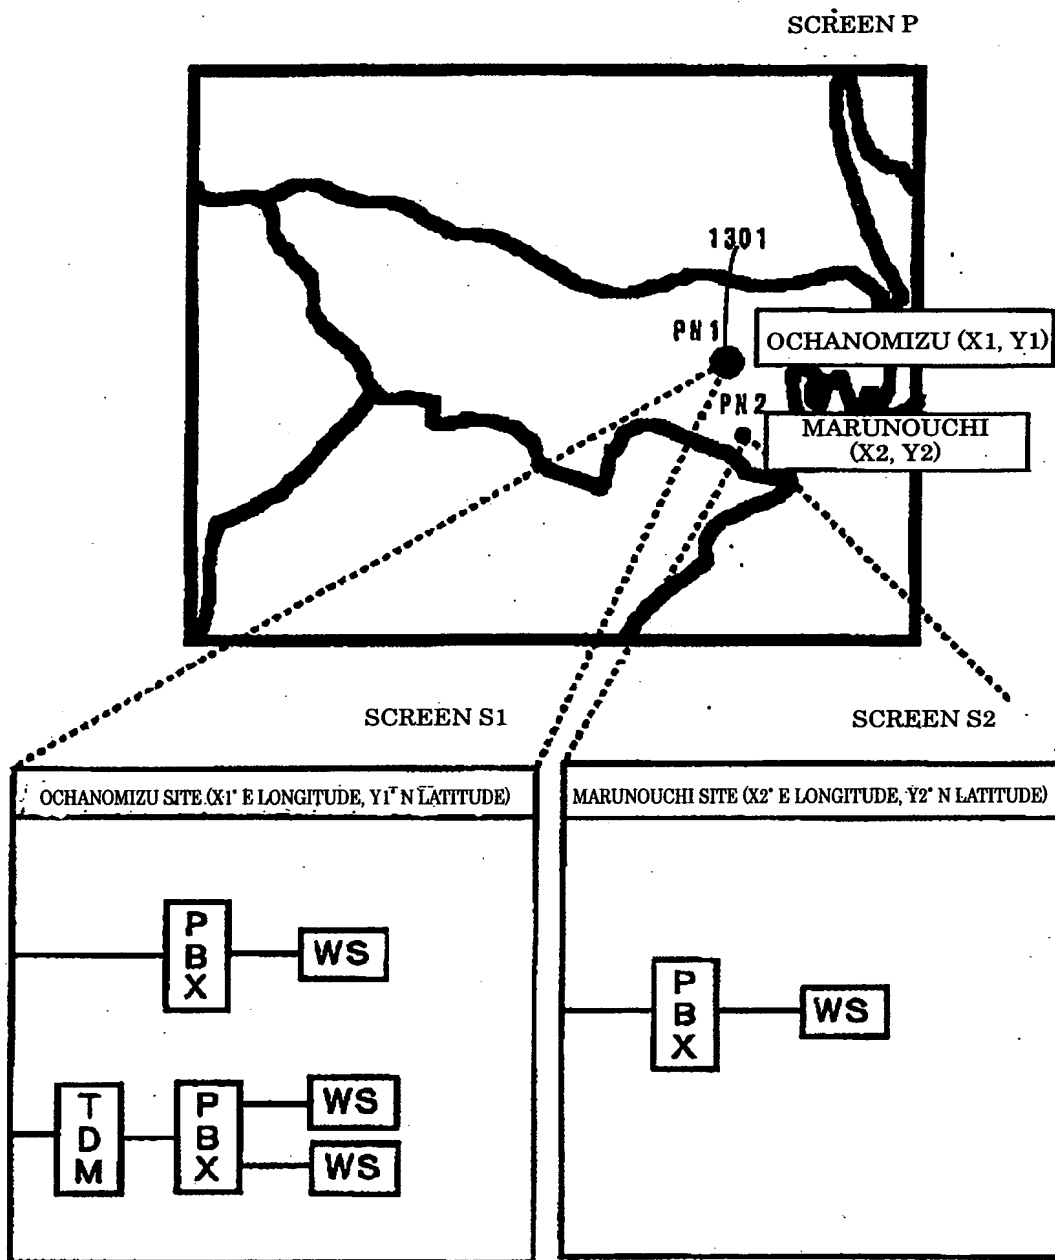 SCREEN P
1301
PN1
OCHANOMIZU (X1, Y1)
PN2
MARUNOUCHI
(X2, Y2)
SCREEN S1
SCREEN S2
OCHANOMIZU SITE (X1° E LONGITUDE, Y1° N LATITUDE)
MARUNOUCHI SITE (X2° E LONGITUDE, Y2° N LATITUDE)
PBX
WS
TDM
PBX
WS
WS
PBX
WS